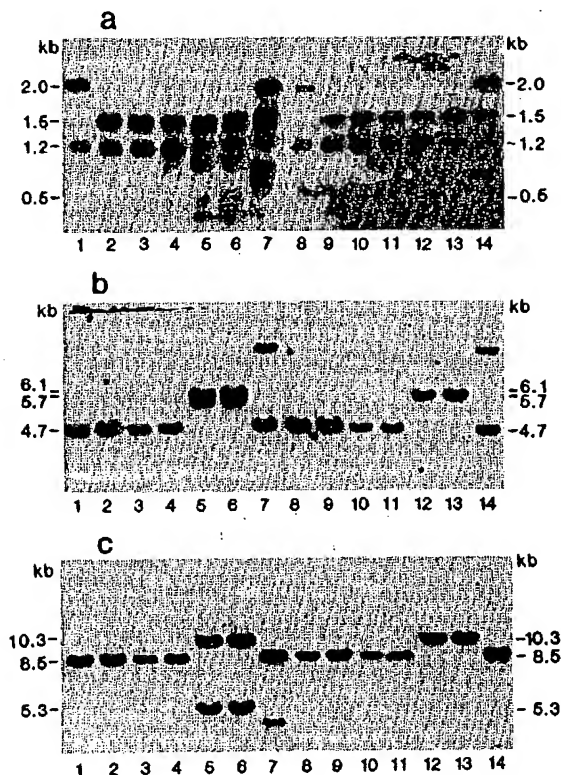 a
kb kb
2.0- -2.0
1.5- -1.5
1.2- -1.2
0.5- -0.5
1 2 3 4 5 6 7 8 9 10 11 12 13 14
b
kb kb
6.1= =6.1
5.7 5.7
4.7- -4.7
1 2 3 4 5 6 7 8 9 10 11 12 13 14
c
kb kb
10.3- -10.3
8.5- -8.5
5.3- -5.3
1 2 3 4 5 6 7 8 9 10 11 12 13 14